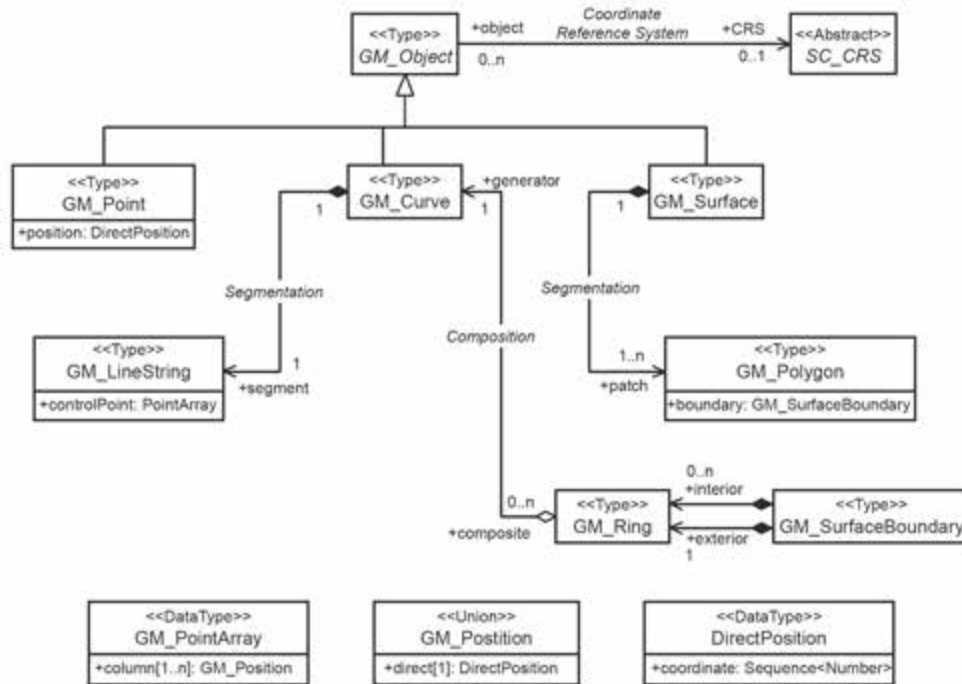 <<Type>>
GM_Object
+object
0..n
Coordinate
Reference System
+CRS
0..1
<<Abstract>>
SC_CRS
<<Type>>
GM_Point
+position: DirectPosition
1
<<Type>>
GM_Curve
+generator
1
1
<<Type>>
GM_Surface
Segmentation
Segmentation
Composition
<<Type>>
GM_LineString
+controlPoint: PointArray
1
+segment
1..n
+patch
<<Type>>
GM_Polygon
+boundary: GM_SurfaceBoundary
0..n
+composite
<<Type>>
GM_Ring
0..n
+interior
+exterior
1
<<Type>>
GM_SurfaceBoundary
<<DataType>>
GM_PointArray
+column[1..n]: GM_Position
<<Union>>
GM_Postition
+direct[1]: DirectPosition
<<DataType>>
DirectPosition
+coordinate: Sequence<Number>